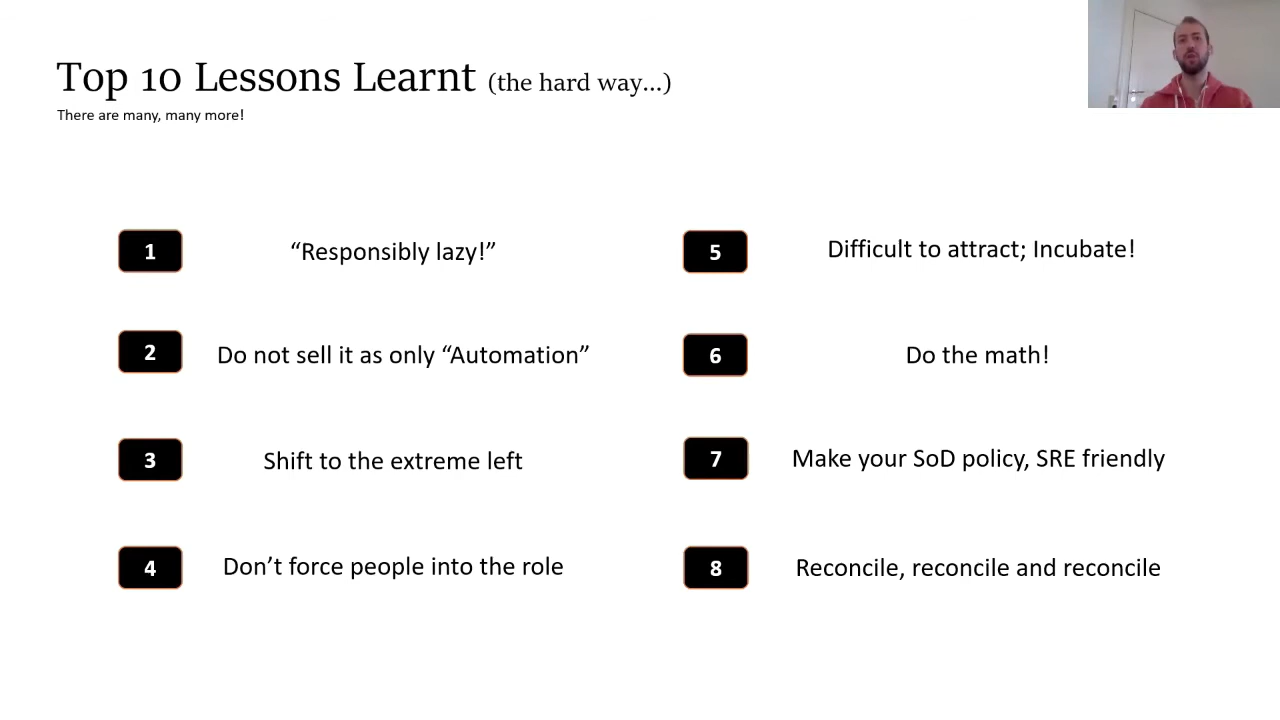 Top 10 Lessons Learnt (the hard way...)
There are many, many more!
1 “Responsibly lazy!”
2 Do not sell it as only “Automation”
3 Shift to the extreme left
4 Don’t force people into the role
5 Difficult to attract; Incubate!
6 Do the math!
7 Make your SoD policy, SRE friendly
8 Reconcile, reconcile and reconcile